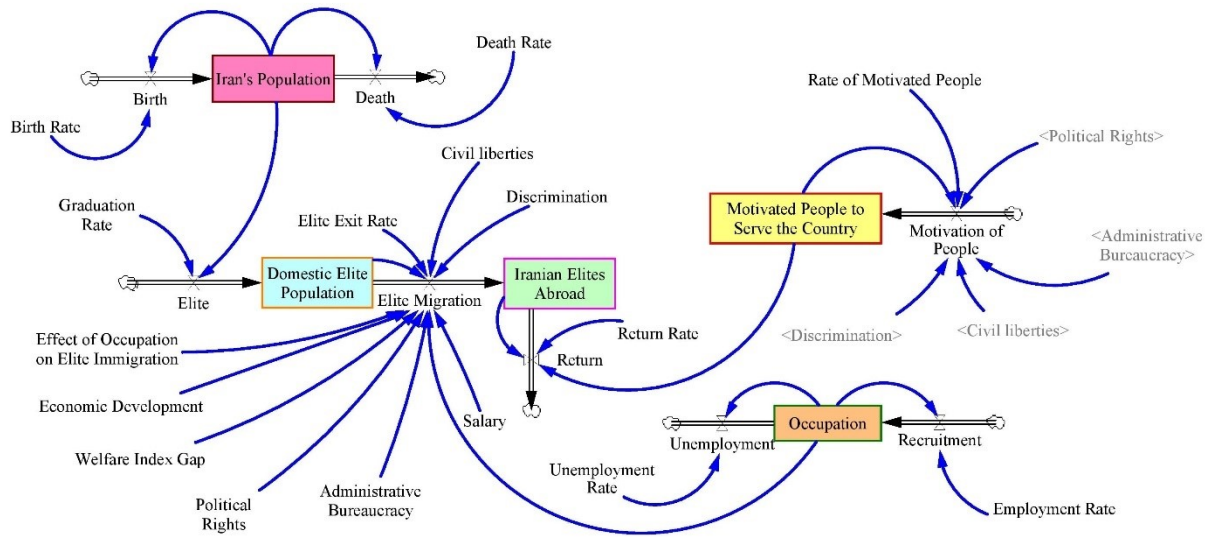 Death Rate
Iran's Population
Birth
Death
Rate of Motivated People
Birth Rate
<Political Rights>
Civil liberties
Discrimination
Graduation
Rate
Elite Exit Rate
Motivated People to
Serve the Country
Motivation of
People
<Administrative
Bureaucracy>
Domestic Elite
Population
Iranian Elites
Abroad
Elite
Elite Migration
Effect of Occupation
on Elite Immigration
Return Rate
Return
<Discrimination>
<Civil liberties>
Economic Development
Salary
Occupation
Unemployment
Recruitment
Welfare Index Gap
Unemployment
Rate
Political
Rights
Administrative
Bureaucracy
Employment Rate